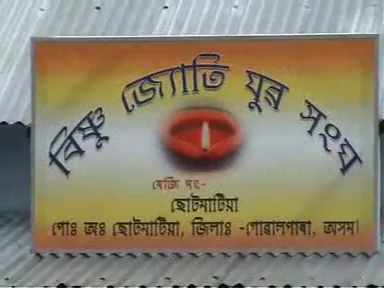 বিষ্ণু জ্যোতি যুৱ সংঘ
ৰেজি নং-
ছোটমাটিয়া
পোঃ অঃ ছোটমাটিয়া, জিলাঃ -গোৱালপাৰা, অসম।